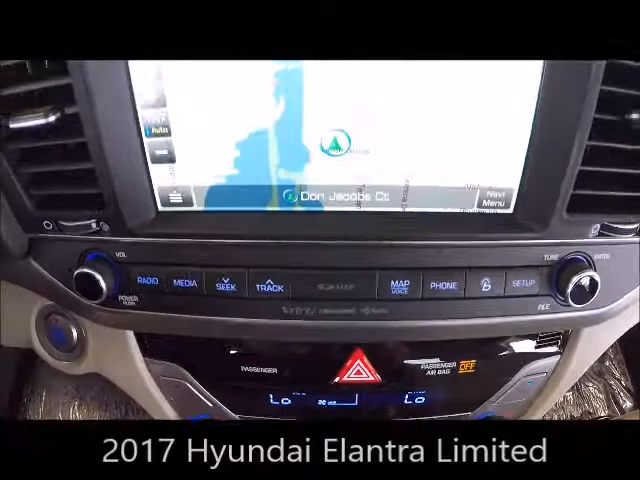 Auto
Don Jacobs Ct.
Navi
Menu
VOL
TUNE
ENTER
RADIO
MEDIA
SEEK
TRACK
MAP
VOICE
PHONE
SETUP
POWER
PUSH
FILE
PASSENGER
PASSENGER
AIR BAG
OFF
Lo
Lo
2017 Hyundai Elantra Limited